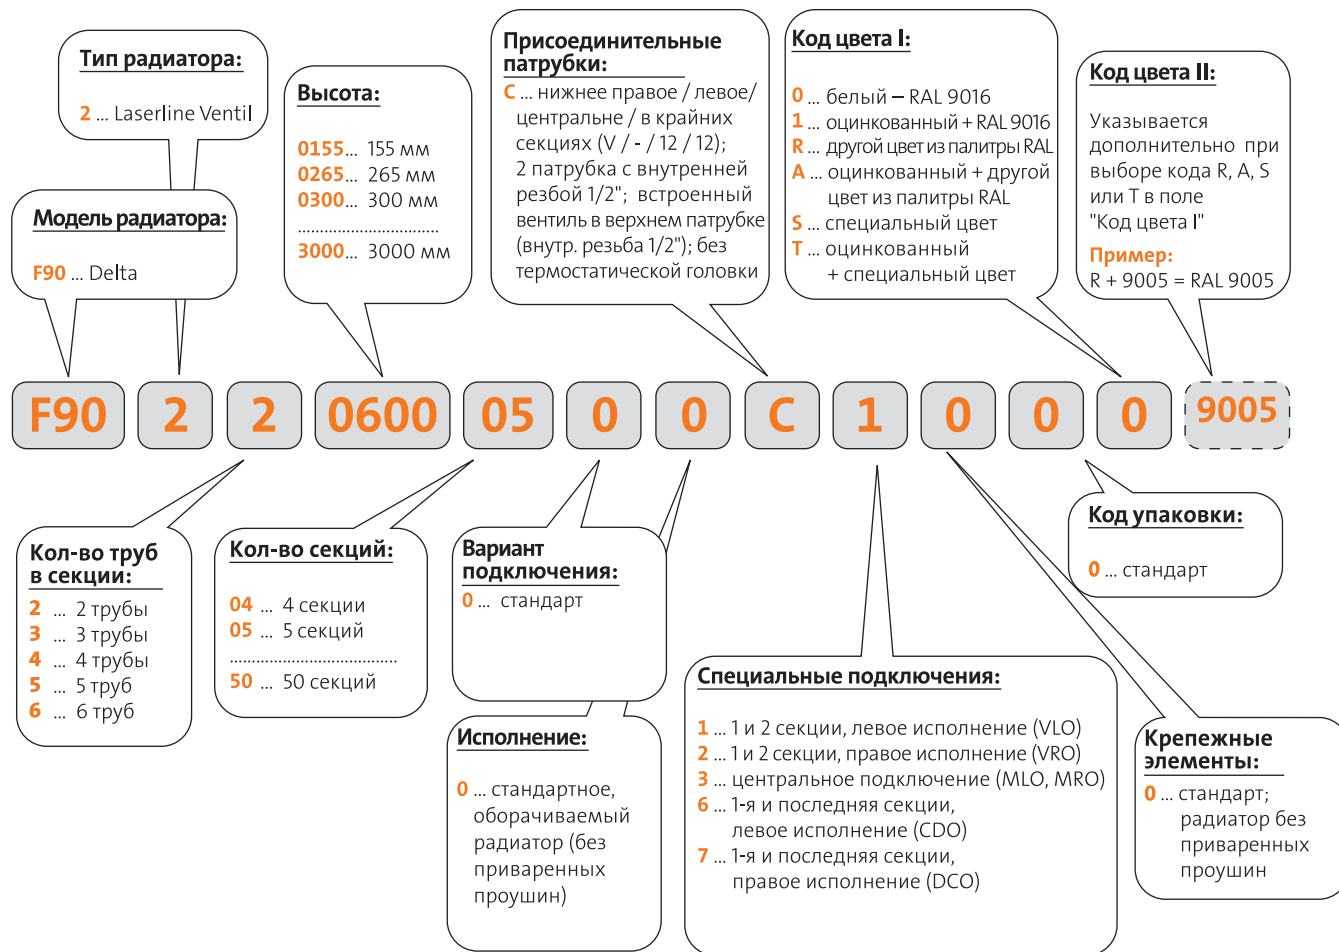 Тип радиатора:
2 ... Laserline Ventil
Модель радиатора:
F90 ... Delta
Высота:
0155... 155 мм
0265... 265 мм
0300... 300 мм
................................
3000... 3000 мм
Присоединительные
патрубки:
C ... нижнее правое / левое/
центральне / в крайних
секциях (V / - / 12 / 12);
2 патрубка с внутренней
резбой 1/2"; встроенный
вентиль в верхнем патрубке
(внутр. резьба 1/2"); без
термостатической головки
Код цвета I:
0 ... белый – RAL 9016
1 ... оцинкованный + RAL 9016
R ... другой цвет из палитры RAL
A ... оцинкованный + другой
цвет из палитры RAL
S ... специальный цвет
T ... оцинкованный
+ специальный цвет
Код цвета II:
Указывается
дополнительно при
выборе кода R, A, S
или T в поле
"Код цвета I"
Пример:
R + 9005 = RAL 9005
F90 2 2 0600 05 0 0 C 1 0 0 0 9005
Кол-во труб
в секции:
2 ... 2 трубы
3 ... 3 трубы
4 ... 4 трубы
5 ... 5 труб
6 ... 6 труб
Кол-во секций:
04 ... 4 секции
05 ... 5 секций
......................................
50 ... 50 секций
Вариант
подключения:
0 ... стандарт
Исполнение:
0 ... стандартное,
оборачиваемый
радиатор (без
приваренных
проушин)
Специальные подключения:
1 ... 1 и 2 секции, левое исполнение (VLO)
2 ... 1 и 2 секции, правое исполнение (VRO)
3 ... центральное подключение (MLO, MRO)
6 ... 1-я и последняя секции,
левое исполнение (CDO)
7 ... 1-я и последняя секции,
правое исполнение (DCO)
Код упаковки:
0 ... стандарт
Крепежные
элементы:
0 ... стандарт;
радиатор без
приваренных
проушин